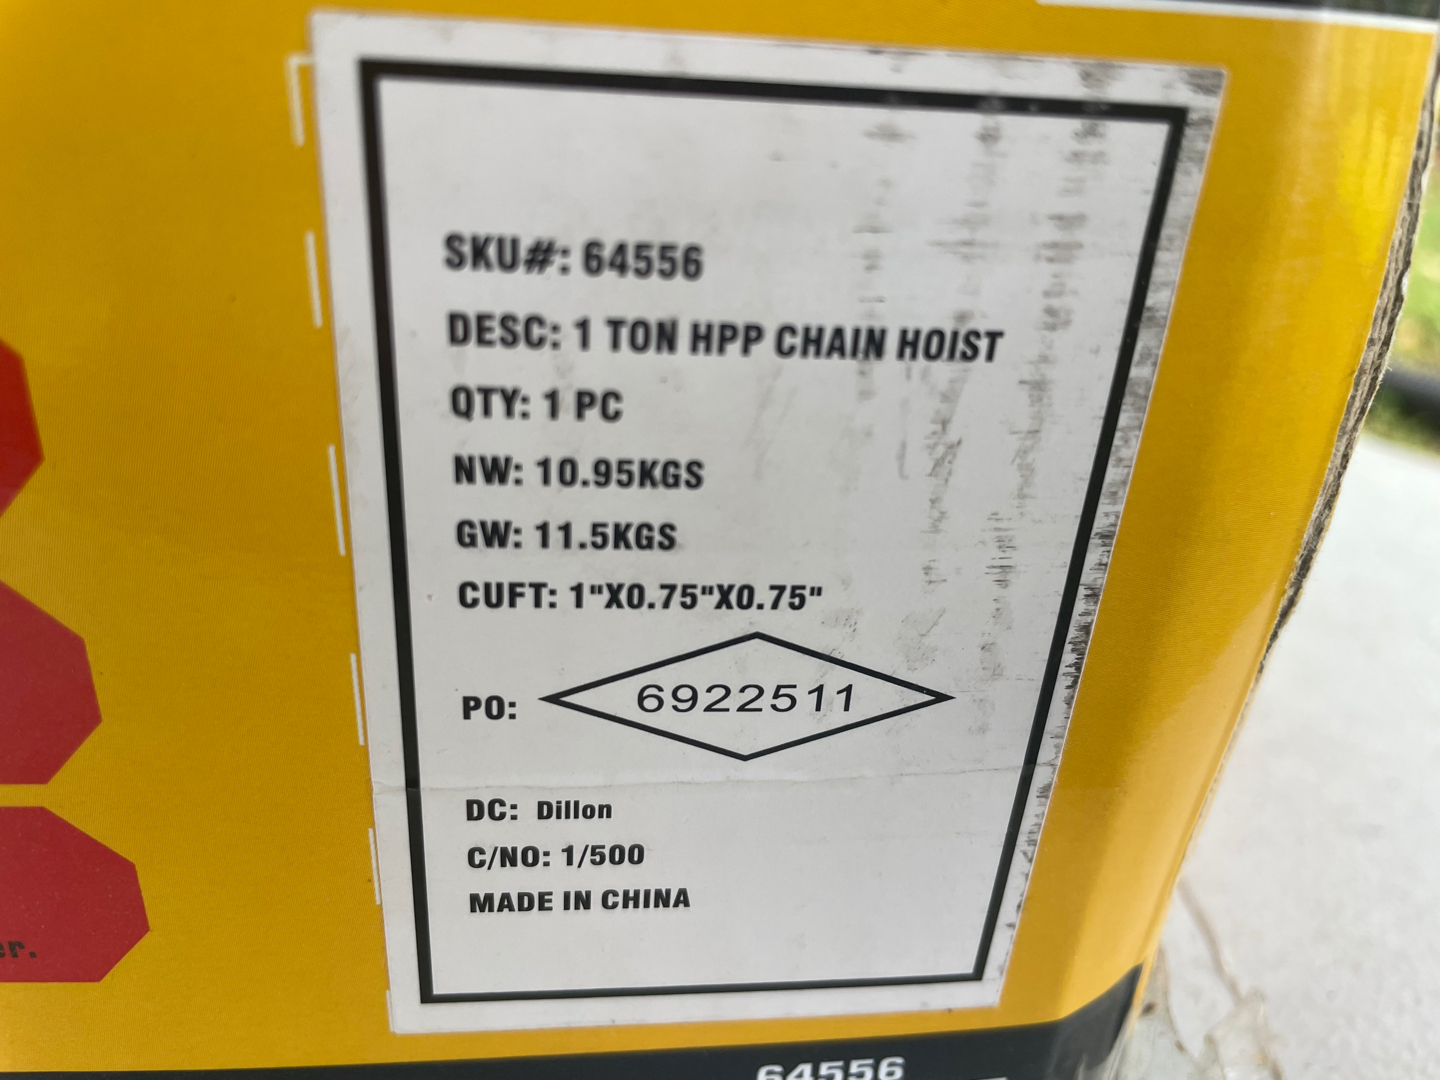 SKU#: 64556
DESC: 1 TON HPP CHAIN HOIST
QTY: 1 PC
NW: 10.95KGS
GW: 11.5KGS
CUFT: 1"X0.75"X0.75"
PO: 6922511
DC: Dillon
C/NO: 1/500
MADE IN CHINA
64556